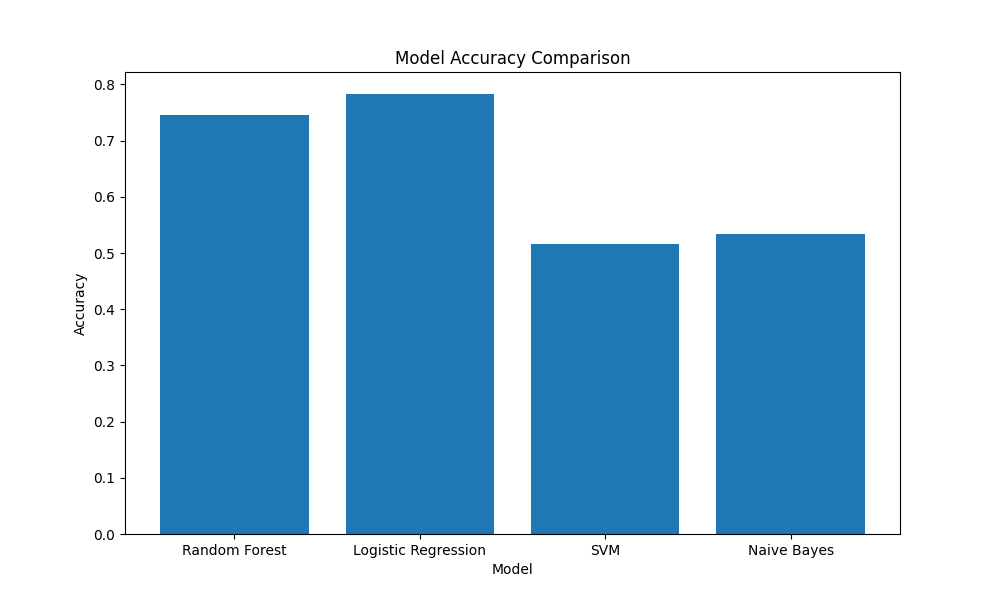 Model Accuracy Comparison
0.8
0.7
0.6
0.5
0.4
0.3
0.2
0.1
0.0
Accuracy
Random Forest Logistic Regression SVM Naive Bayes
Model